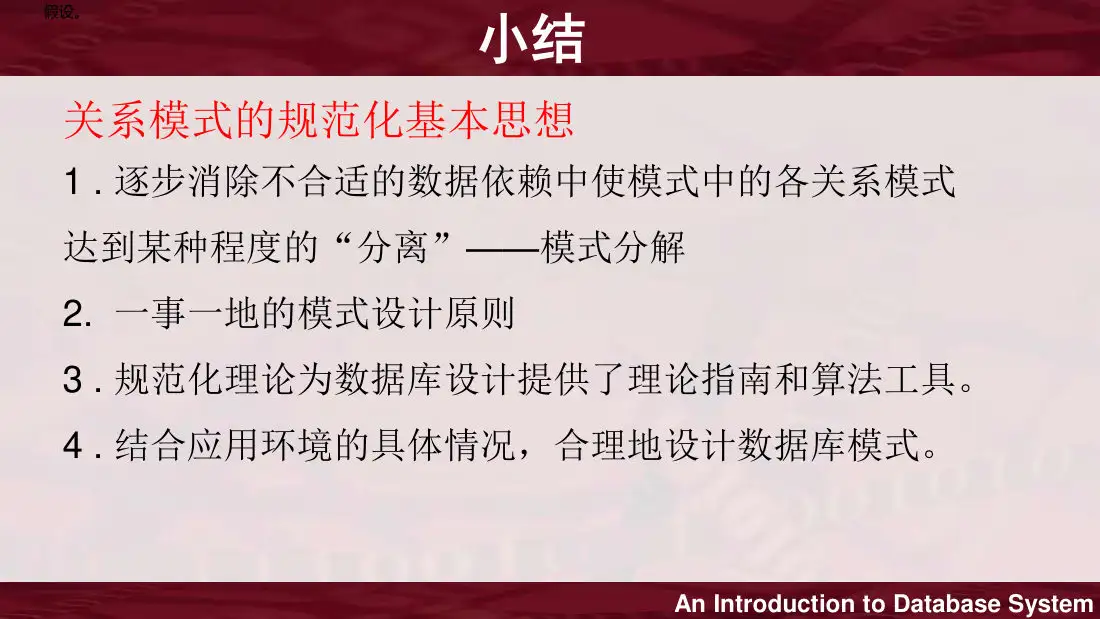 假设。
小结
关系模式的规范化基本思想
1 . 逐步消除不合适的数据依赖中使模式中的各关系模式
达到某种程度的“分离”——模式分解
2. 一事一地的模式设计原则
3 . 规范化理论为数据库设计提供了理论指南和算法工具。
4 . 结合应用环境的具体情况，合理地设计数据库模式。
An Introduction to Database System